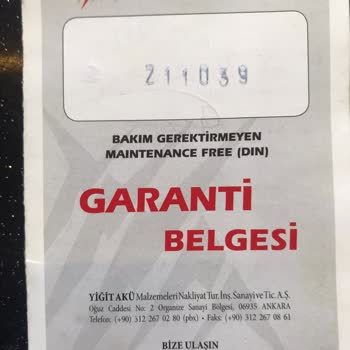 211039
BAKIM GEREKTİRMEYEN
MAINTENANCE FREE (DIN)
GARANTİ
BELGESİ
YİĞİT AKÜ Malzemeleri Nakliyat Tur. İnş. Sanayi ve Tic. A.Ş.
Oğuz Caddesi No: 2 Organize Sanayi Bölgesi, 06935 ANKARA
Telefon: (+90) 312 267 02 80 (pbx) • Faks: (+90) 312 267 08 61
BİZE ULAŞIN